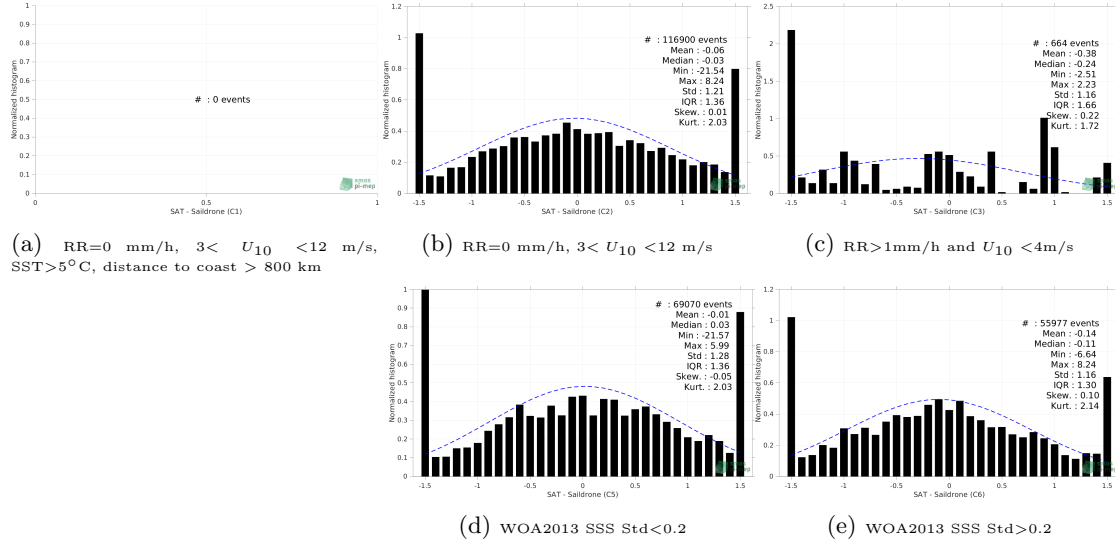 1
0.9
0.8
0.7
0.6
0.5
0.4
0.3
0.2
0.1
0
Normalized histogram
# : 0 events
smos
pi-mep
0 0.5 1
SAT - Saildrone (C1)
(a) RR=0 mm/h, 3< U10 <12 m/s,
SST>5°C, distance to coast > 800 km
1.2
1
0.8
0.6
0.4
0.2
0
Normalized histogram
# : 116900 events
Mean : -0.06
Median : -0.03
Min : -21.54
Max : 8.24
Std : 1.21
IQR : 1.36
Skew. : 0.01
Kurt. : 2.03
pi-mep
-1.5 -1 -0.5 0 0.5 1 1.5
SAT - Saildrone (C2)
(b) RR=0 mm/h, 3< U10 <12 m/s
2.5
2
1.5
1
0.5
0
Normalized histogram
# : 664 events
Mean : -0.38
Median : -0.24
Min : -2.51
Max : 2.23
Std : 1.16
IQR : 1.66
Skew. : 0.22
Kurt. : 1.72
pi-mep
-1.5 -1 -0.5 0 0.5 1 1.5
SAT - Saildrone (C3)
(c) RR>1mm/h and U10 <4m/s
1
0.9
0.8
0.7
0.6
0.5
0.4
0.3
0.2
0.1
0
Normalized histogram
# : 69070 events
Mean : -0.01
Median : 0.03
Min : -21.57
Max : 5.99
Std : 1.28
IQR : 1.36
Skew. : -0.05
Kurt. : 2.03
pi-mep
-1.5 -1 -0.5 0 0.5 1 1.5
SAT - Saildrone (C5)
(d) WOA2013 SSS Std<0.2
1.2
1
0.8
0.6
0.4
0.2
0
Normalized histogram
# : 55977 events
Mean : -0.14
Median : -0.11
Min : -6.64
Max : 8.24
Std : 1.16
IQR : 1.30
Skew. : 0.10
Kurt. : 2.14
pi-mep
-1.5 -1 -0.5 0 0.5 1 1.5
SAT - Saildrone (C6)
(e) WOA2013 SSS Std>0.2